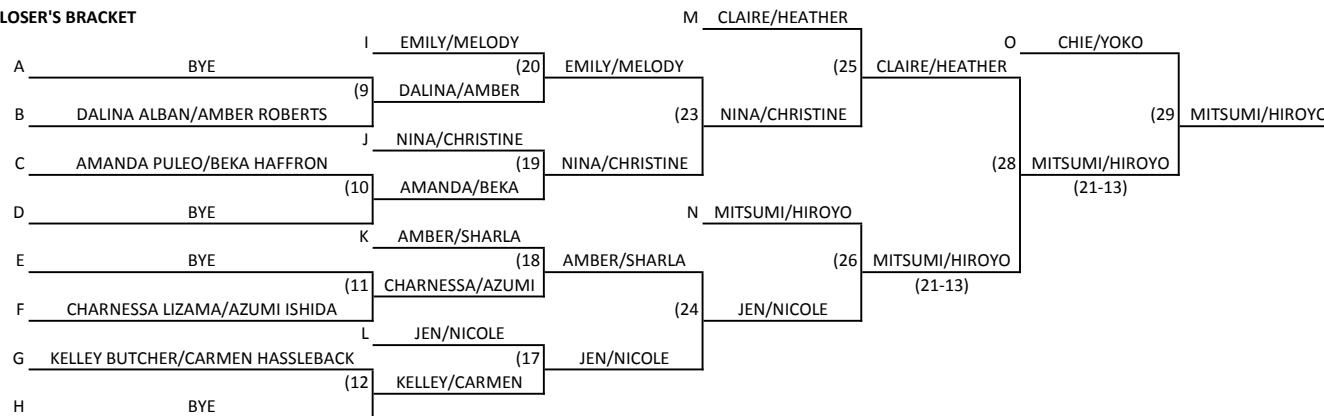 LOSER'S BRACKET
M CLAIRE/HEATHER
I EMILY/MELODY
O CHIE/YOKO
A BYE
(20 EMILY/MELODY
(25 CLAIRE/HEATHER
(9 DALINA/AMBER
B DALINA ALBAN/AMBER ROBERTS
(23 NINA/CHRISTINE
(29 MITSUMI/HIROYO
J NINA/CHRISTINE
C AMANDA PULEO/BEKA HAFFRON
(19 NINA/CHRISTINE
(28 MITSUMI/HIROYO
(10 AMANDA/BEKA
(21-13)
D BYE
N MITSUMI/HIROYO
K AMBER/SHARLA
E BYE
(18 AMBER/SHARLA
(26 MITSUMI/HIROYO
(11 CHARNESSA/AZUMI
(21-13)
F CHARNESSA LIZAMA/AZUMI ISHIDA
(24 JEN/NICOLE
L JEN/NICOLE
G KELLEY BUTCHER/CARMEN HASSLEBACK
(17 JEN/NICOLE
(12 KELLEY/CARMEN
H BYE